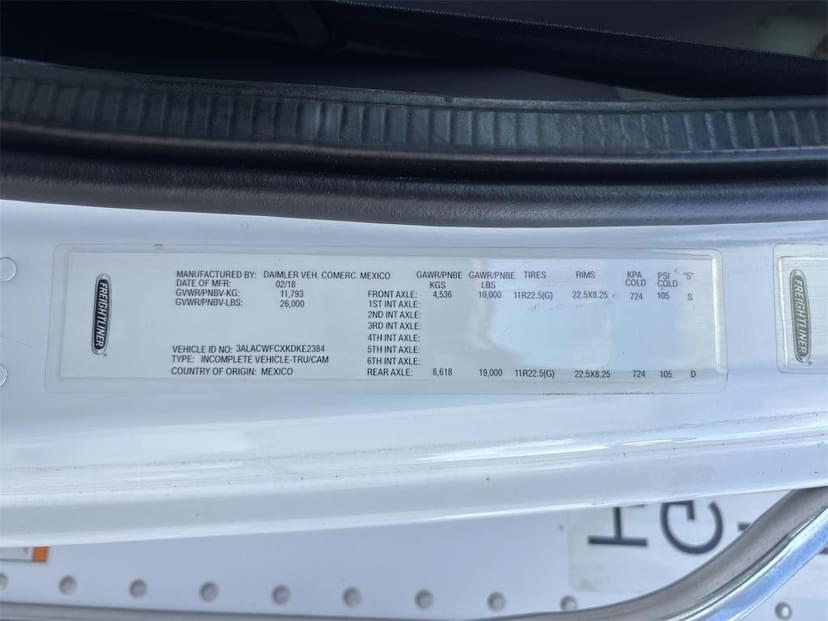 FREIGHTLINER
MANUFACTURED BY: DAIMLER VEH. COMERC. MEXICO
DATE OF MFR: 02/18
GVWR/PNBV-KG: 11,793
GVWR/PNBV-LBS: 26,000
VEHICLE ID NO: 3ALACWFCXKDKE2384
TYPE: INCOMPLETE VEHICLE-TRU/CAM
COUNTRY OF ORIGIN: MEXICO
GAWR/PNBE KGS GAWR/PNBE LBS TIRES RIMS KPA COLD PSI COLD "S"
FRONT AXLE: 4,536 10,000 11R22.5(G) 22.5X8.25 724 105 S
1ST INT AXLE:
2ND INT AXLE:
3RD INT AXLE:
4TH INT AXLE:
5TH INT AXLE:
6TH INT AXLE:
REAR AXLE: 8,618 19,000 11R22.5(G) 22.5X8.25 724 105 D
FREIGHTLINER